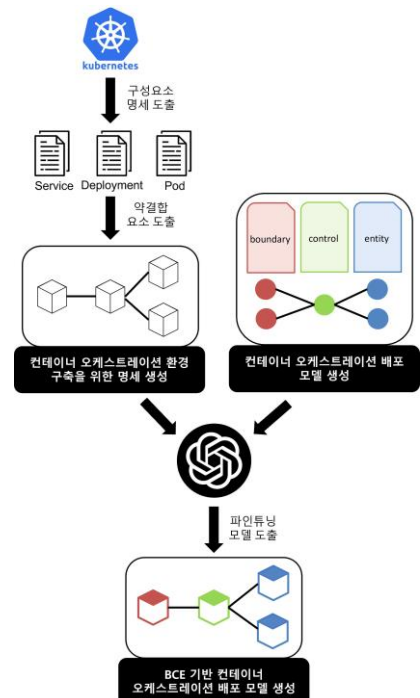 kubernetes
구성요소
명세 도출
Service
Deployment
Pod
약결합
요소 도출
boundary
control
entity
컨테이너 오케스트레이션 환경
구축을 위한 명세 생성
컨테이너 오케스트레이션 배포
모델 생성
파인튜닝
모델 도출
BCE 기반 컨테이너
오케스트레이션 배포 모델 생성